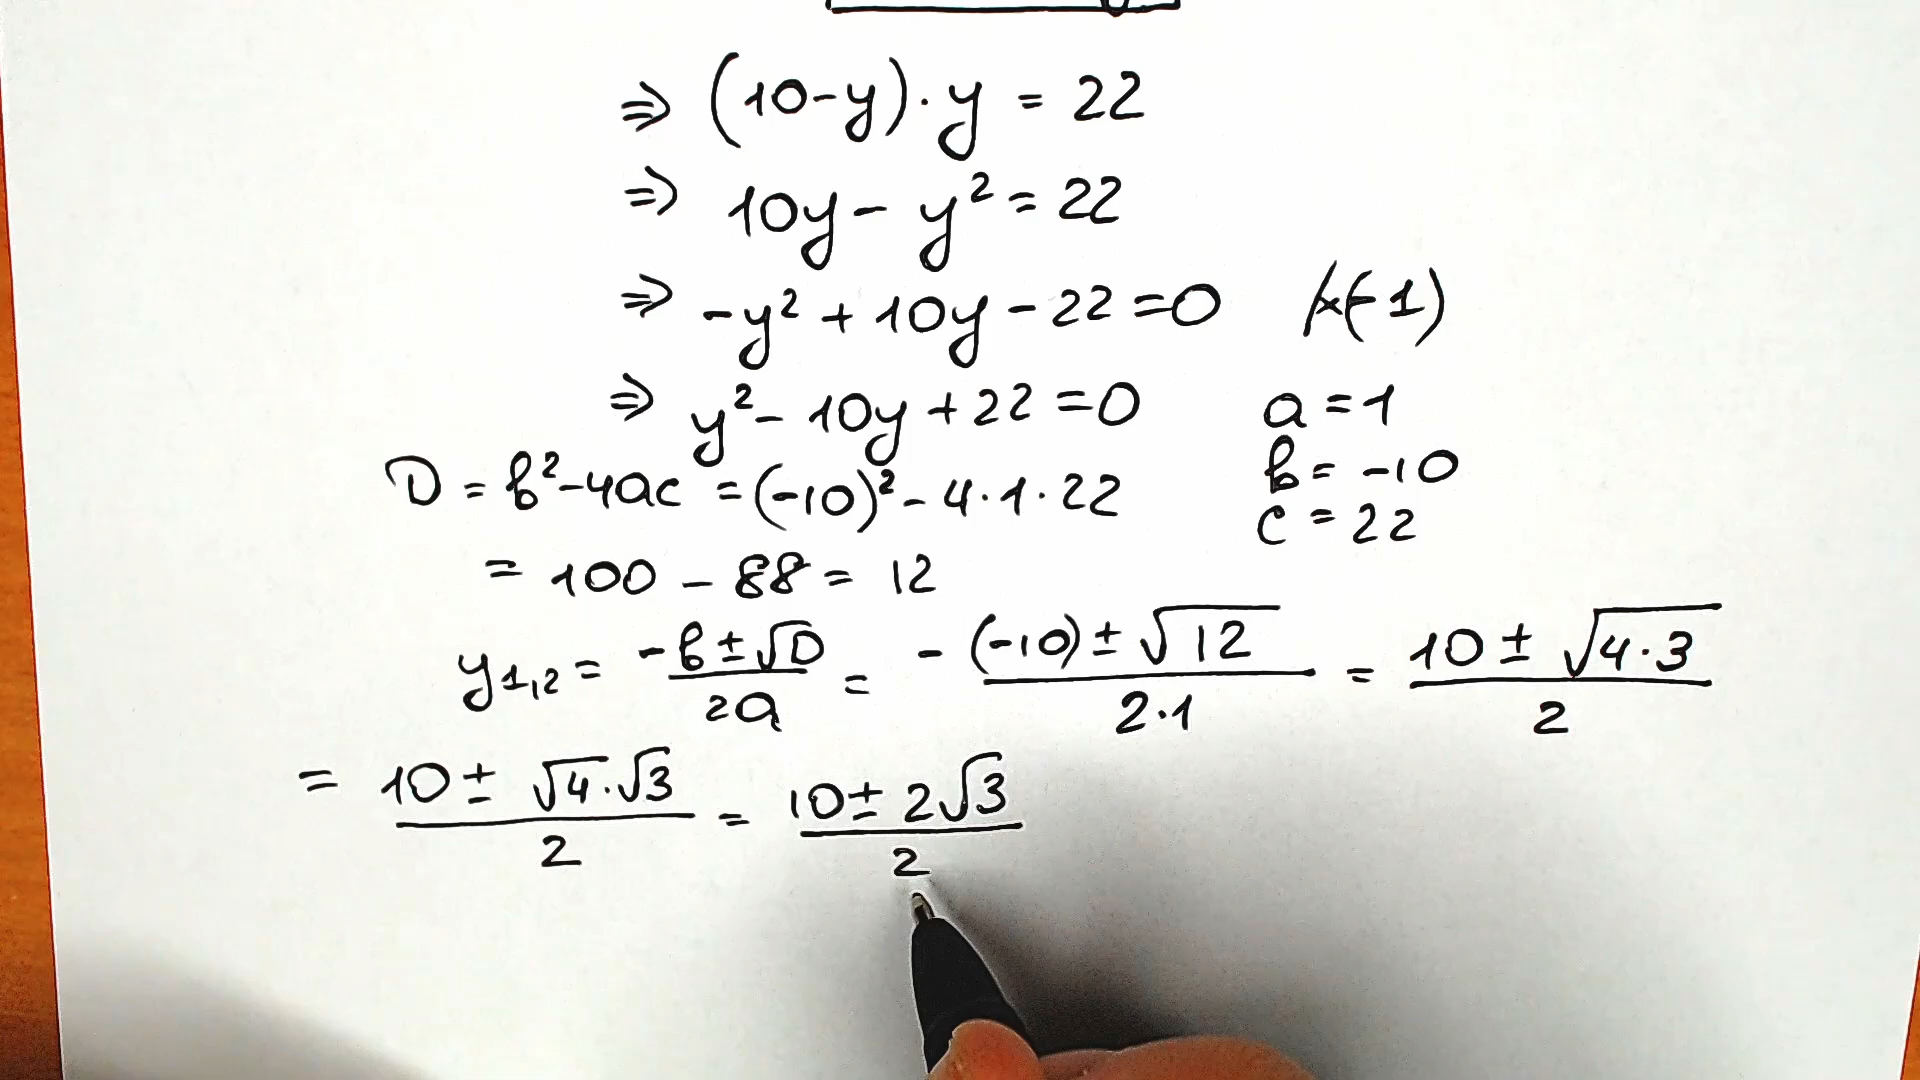 ⇒ (10-y)·y = 22
⇒ 10y - y² = 22
⇒ -y² + 10y - 22 = 0 /×(-1)
⇒ y² - 10y + 22 = 0 a = 1
b = -10
D = b² - 4ac = (-10)² - 4·1·22
c = 22
= 100 - 88 = 12
y1,2 = (-b ± √D)/(2a) = (-(-10) ± √12)/(2·1) = (10 ± √(4·3))/2
= (10 ± √4·√3)/2 = (10 ± 2√3)/2